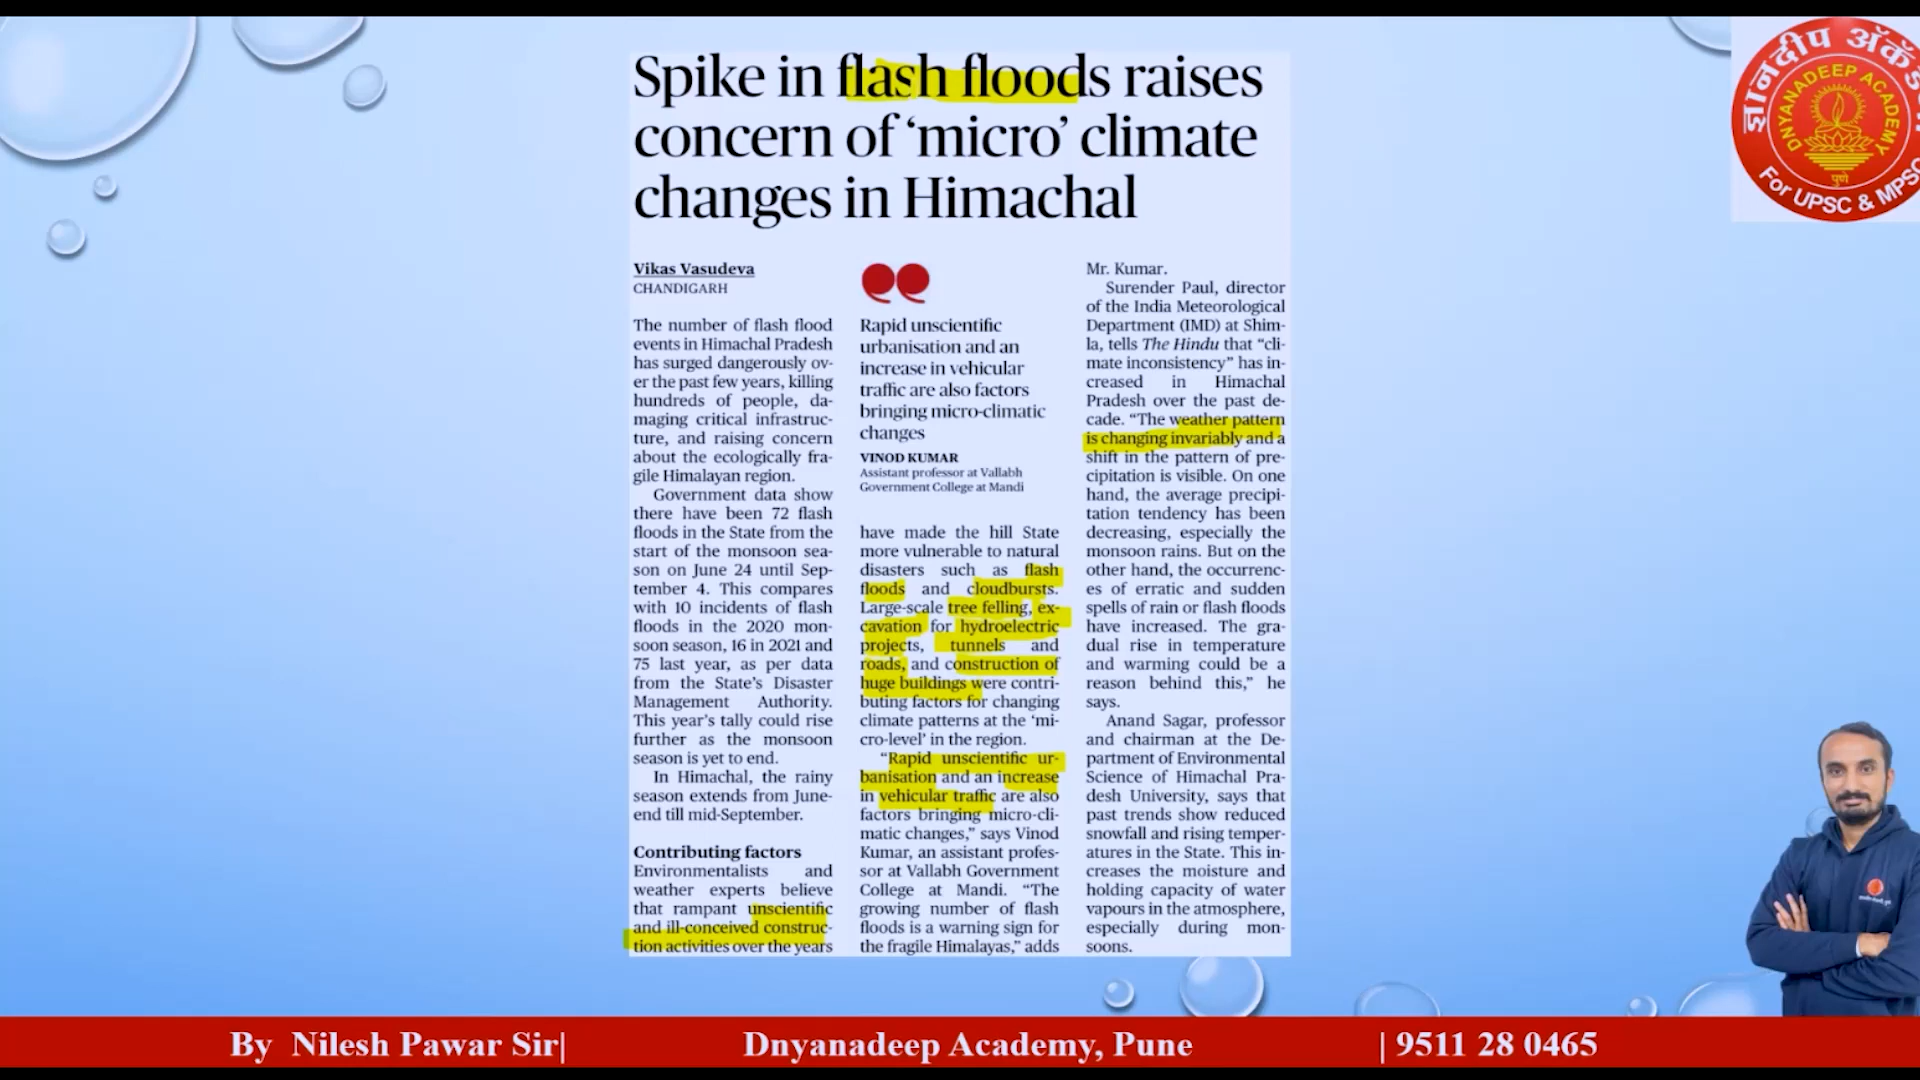 Spike in flash floods raises
concern of ‘micro’ climate
changes in Himachal
Vikas Vasudeva
CHANDIGARH
The number of flash flood
events in Himachal Pradesh
has surged dangerously ov-
er the past few years, killing
hundreds of people, da-
maging critical infrastruc-
ture, and raising concern
about the ecologically fra-
gile Himalayan region.
Government data show
there have been 72 flash
floods in the State from the
start of the monsoon sea-
son on June 24 until Sep-
tember 4. This compares
with 10 incidents of flash
floods in the 2020 mon-
soon season, 16 in 2021 and
75 last year, as per data
from the State’s Disaster
Management Authority.
This year’s tally could rise
further as the monsoon
season is yet to end.
In Himachal, the rainy
season extends from June-
end till mid-September.
Contributing factors
Environmentalists and
weather experts believe
that rampant unscientific
and ill-conceived construc-
tion activities over the years
Rapid unscientific
urbanisation and an
increase in vehicular
traffic are also factors
bringing micro-climatic
changes
VINOD KUMAR
Assistant professor at Vallabh
Government College at Mandi
have made the hill State
more vulnerable to natural
disasters such as flash
floods and cloudbursts.
Large-scale tree felling, ex-
cavation for hydroelectric
projects, tunnels and
roads, and construction of
huge buildings were contri-
buting factors for changing
climate patterns at the ‘mi-
cro-level’ in the region.
“Rapid unscientific ur-
banisation and an increase
in vehicular traffic are also
factors bringing micro-cli-
matic changes,” says Vinod
Kumar, an assistant profes-
sor at Vallabh Government
College at Mandi. “The
growing number of flash
floods is a warning sign for
the fragile Himalayas,” adds
Mr. Kumar.
Surender Paul, director
of the India Meteorological
Department (IMD) at Shim-
la, tells The Hindu that “cli-
mate inconsistency” has in-
creased in Himachal
Pradesh over the past de-
cade. “The weather pattern
is changing invariably and a
shift in the pattern of pre-
cipitation is visible. On one
hand, the average precipi-
tation tendency has been
decreasing, especially the
monsoon rains. But on the
other hand, the occurrenc-
es of erratic and sudden
spells of rain or flash floods
have increased. The gra-
dual rise in temperature
and warming could be a
reason behind this,” he
says.
Anand Sagar, professor
and chairman at the De-
partment of Environmental
Science of Himachal Pra-
desh University, says that
past trends show reduced
snowfall and rising temper-
atures in the State. This in-
creases the moisture and
holding capacity of water
vapours in the atmosphere,
especially during mon-
soons.
ज्ञानदीप
DNYANADEEP ACADEMY
पुणे
For UPSC & MPSC
By Nilesh Pawar Sir|
Dnyanadeep Academy, Pune
| 9511 28 0465